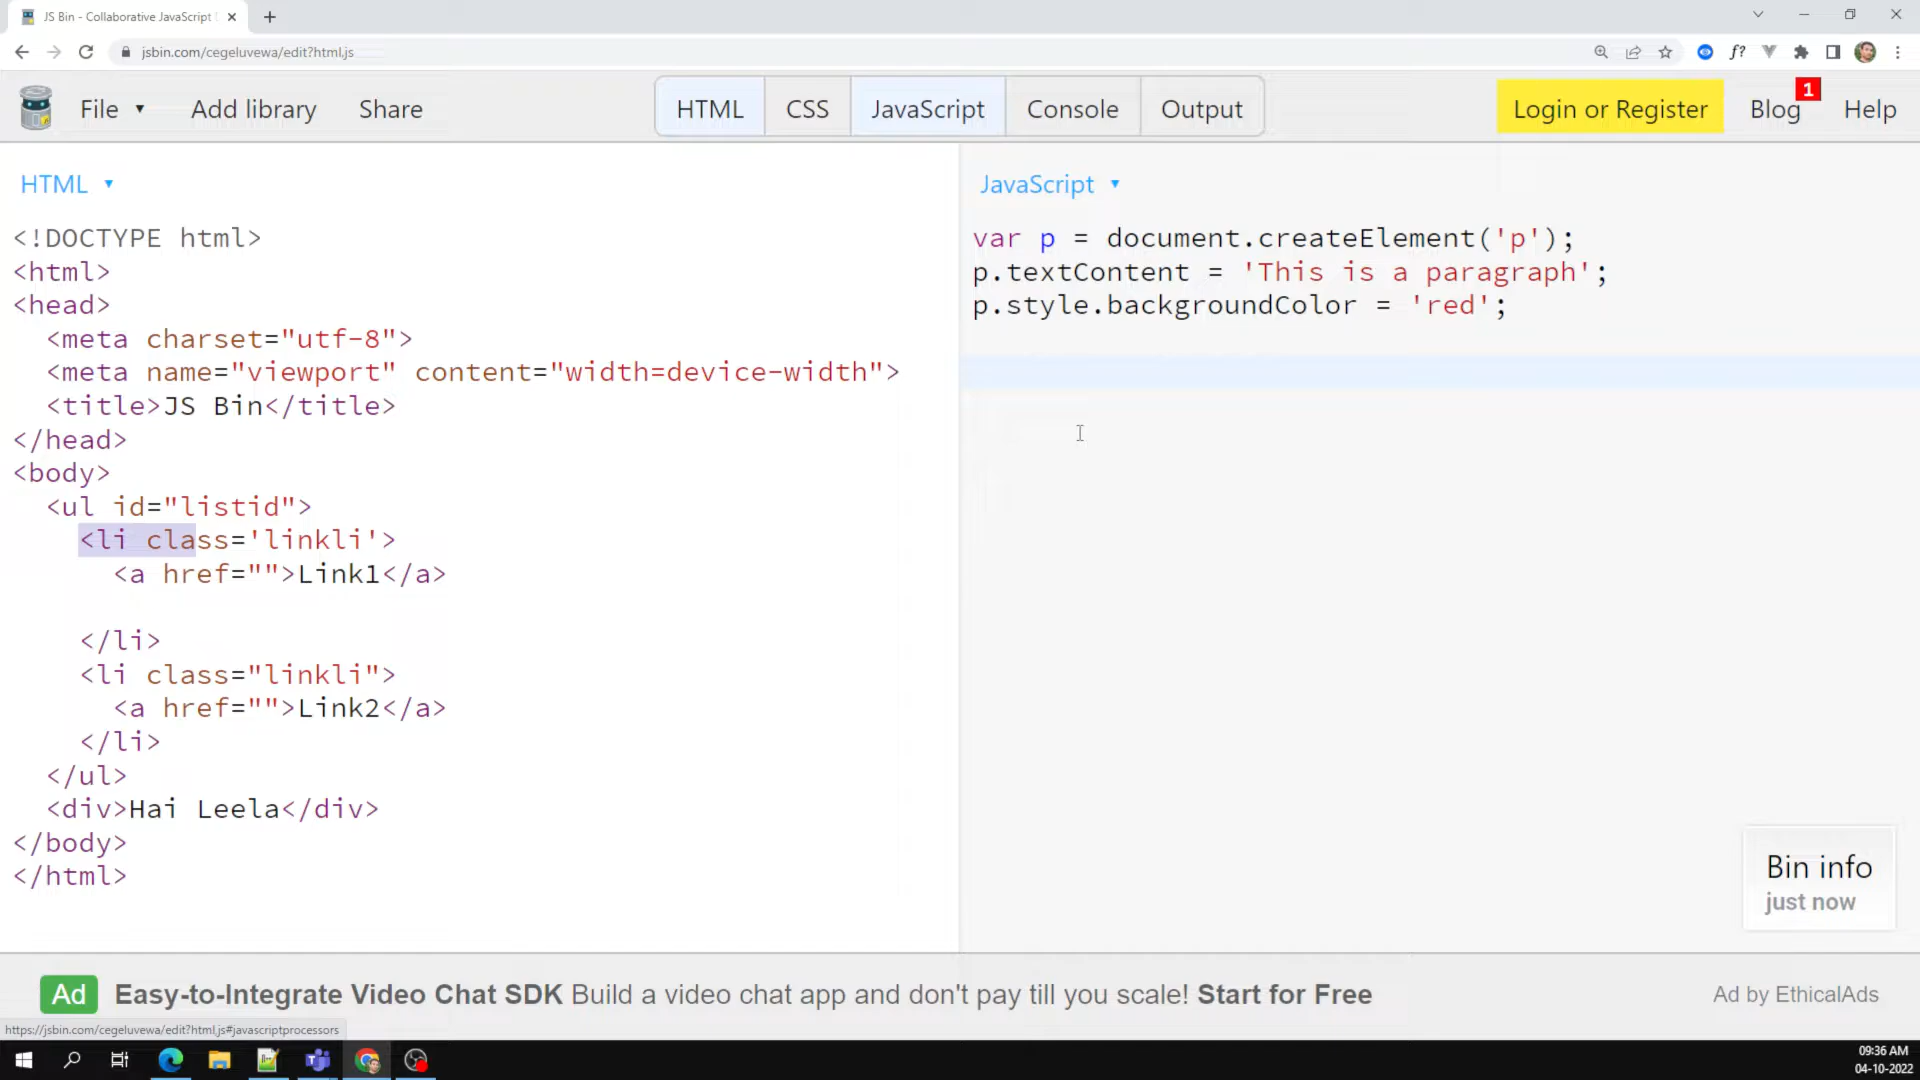 JS Bin - Collaborative JavaScript
jsbin.com/cegeluvewa/edit?html,js
f?
File Add library Share
HTML CSS JavaScript Console Output
Login or Register Blog 1 Help
HTML
<!DOCTYPE html>
<html>
<head>
  <meta charset="utf-8">
  <meta name="viewport" content="width=device-width">
  <title>JS Bin</title>
</head>
<body>
  <ul id="listid">
    <li class='linkli'>
      <a href="">Link1</a>
    </li>
    <li class="linkli">
      <a href="">Link2</a>
    </li>
  </ul>
  <div>Hai Leela</div>
</body>
</html>
JavaScript
var p = document.createElement('p');
p.textContent = 'This is a paragraph';
p.style.backgroundColor = 'red';
Bin info
just now
Ad Easy-to-Integrate Video Chat SDK Build a video chat app and don't pay till you scale! Start for Free
Ad by EthicalAds
https://jsbin.com/cegeluvewa/edit?html,js#javascriptprocessors
09:36 AM
04-10-2022